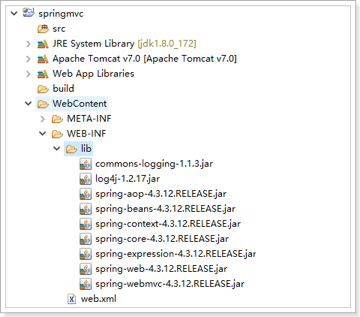 springmvc
src
JRE System Library [jdk1.8.0_172]
Apache Tomcat v7.0 [Apache Tomcat v7.0]
Web App Libraries
build
WebContent
META-INF
WEB-INF
lib
commons-logging-1.1.3.jar
log4j-1.2.17.jar
spring-aop-4.3.12.RELEASE.jar
spring-beans-4.3.12.RELEASE.jar
spring-context-4.3.12.RELEASE.jar
spring-core-4.3.12.RELEASE.jar
spring-expression-4.3.12.RELEASE.jar
spring-web-4.3.12.RELEASE.jar
spring-webmvc-4.3.12.RELEASE.jar
web.xml